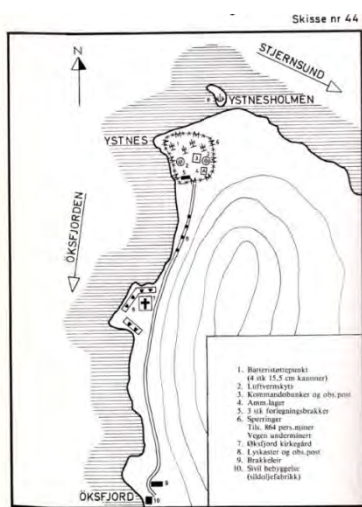 Skisse nr 44
N
STJERNSUND
YSTNESHOLMEN
YSTNES
ÖKSFJORDEN
ÖKSFJORD
1. Batteristøttepunkt
(4 stk 15,5 cm kanoner)
2. Luftvernskyts
3. Kommandobunker og obs.post
4. Amm.lager
5. 3 stk forlegningsbrakker
6. Sperringer
Tils. 864 pers.miner
Vegen underminert
7. Øksfjord kirkegård
8. Lyskaster og obs.post
9. Brakkeleir
10. Sivil bebyggelse
(sildoljefabrikk)